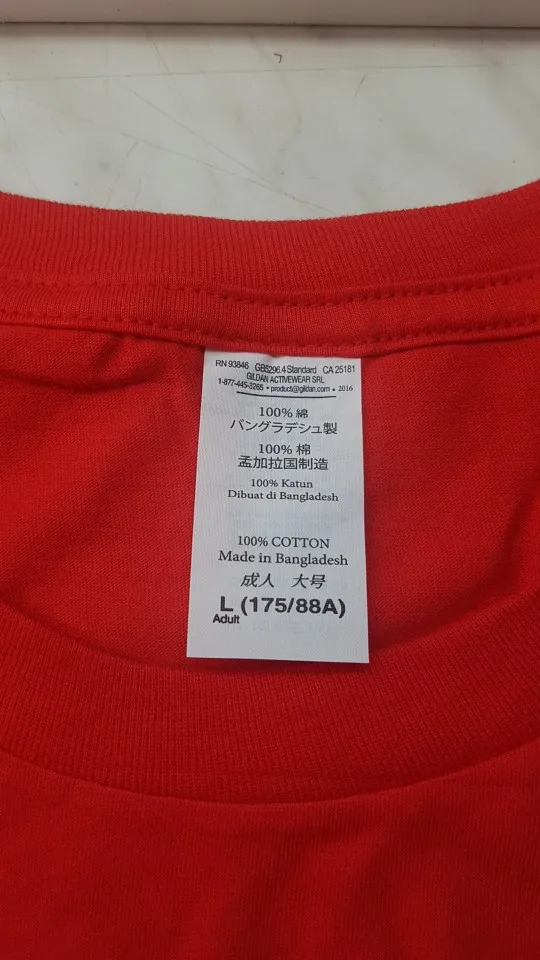 RN 93846 GB5296.4 Standard CA 25181
GILDAN ACTIVEWEAR SRL
1-877-445-3265 • product@gildan.com • 2016
100% 綿
バングラデシュ製
100% 棉
孟加拉国制造
100% Katun
Dibuat di Bangladesh
100% COTTON
Made in Bangladesh
成人 大号
L (175/88A)
Adult